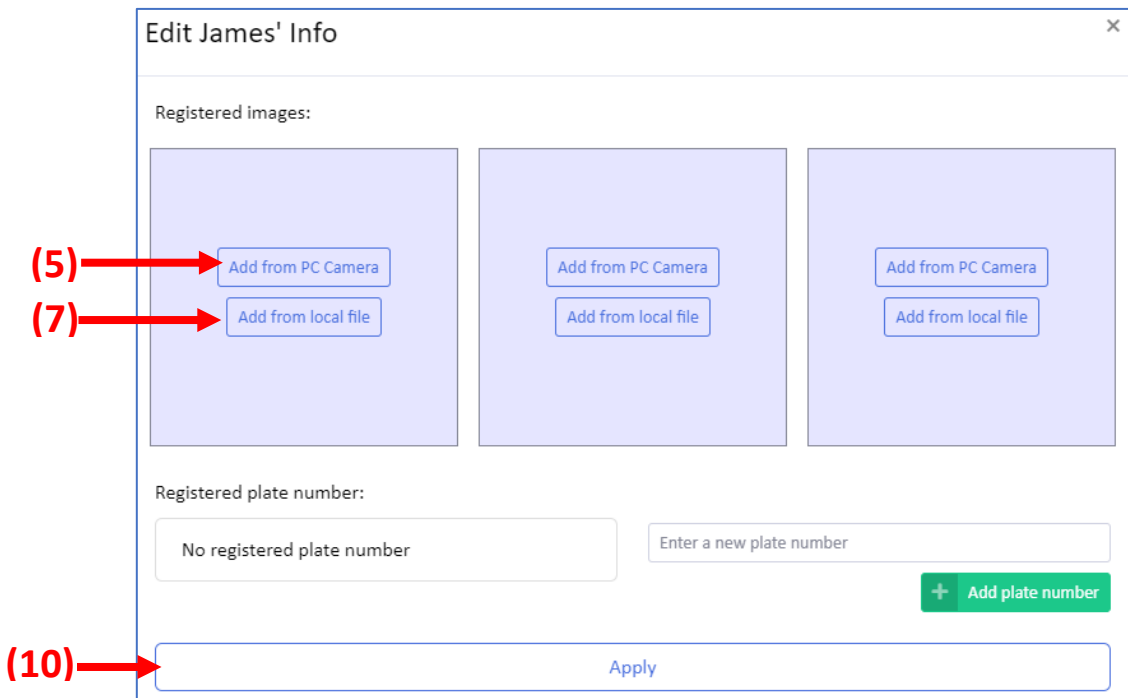 Edit James' Info ×
Registered images:
(5) Add from PC Camera Add from PC Camera Add from PC Camera
(7) Add from local file Add from local file Add from local file
Registered plate number:
No registered plate number Enter a new plate number
+ Add plate number
(10) Apply